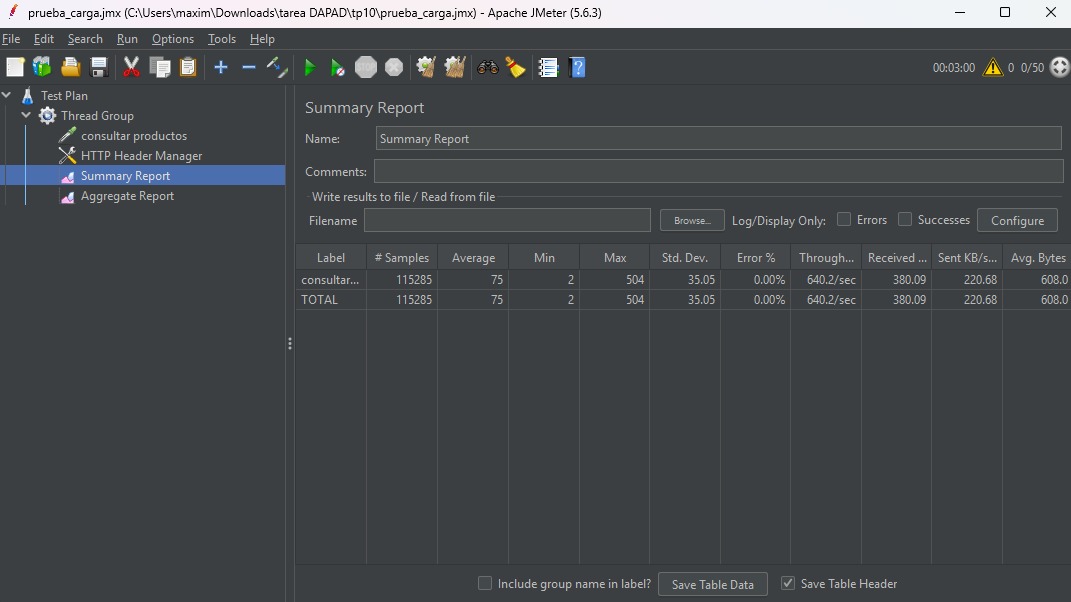 prueba_carga.jmx (C:\Users\maxim\Downloads\tarea DAPAD\tp10\prueba_carga.jmx) - Apache JMeter (5.6.3)
File Edit Search Run Options Tools Help
00:03:00 0 0/50
Test Plan
Thread Group
consultar productos
HTTP Header Manager
Summary Report
Aggregate Report
Summary Report
Name: Summary Report
Comments:
Write results to file / Read from file
Filename Browse... Log/Display Only: Errors Successes Configure
Label # Samples Average Min Max Std. Dev. Error % Through... Received ... Sent KB/s... Avg. Bytes
consultar... 115285 75 2 504 35.05 0.00% 640.2/sec 380.09 220.68 608.0
TOTAL 115285 75 2 504 35.05 0.00% 640.2/sec 380.09 220.68 608.0
Include group name in label? Save Table Data Save Table Header